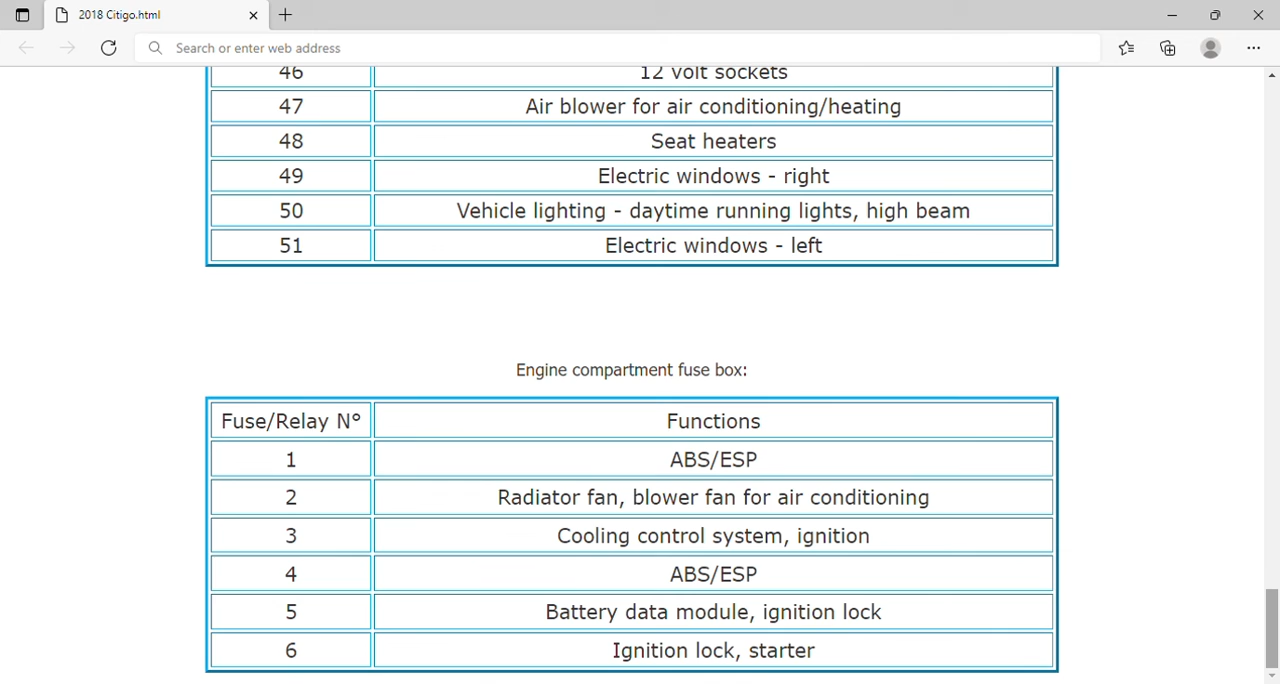 2018 Citigo.html
Search or enter web address
46 12 volt sockets
47 Air blower for air conditioning/heating
48 Seat heaters
49 Electric windows - right
50 Vehicle lighting - daytime running lights, high beam
51 Electric windows - left
Engine compartment fuse box:
Fuse/Relay N° Functions
1 ABS/ESP
2 Radiator fan, blower fan for air conditioning
3 Cooling control system, ignition
4 ABS/ESP
5 Battery data module, ignition lock
6 Ignition lock, starter